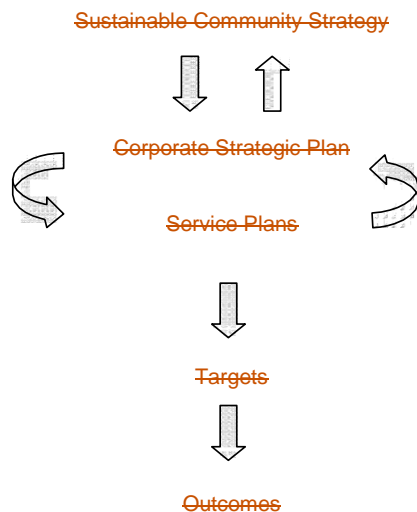 Sustainable Community Strategy
Corporate Strategic Plan
Service Plans
Targets
Outcomes